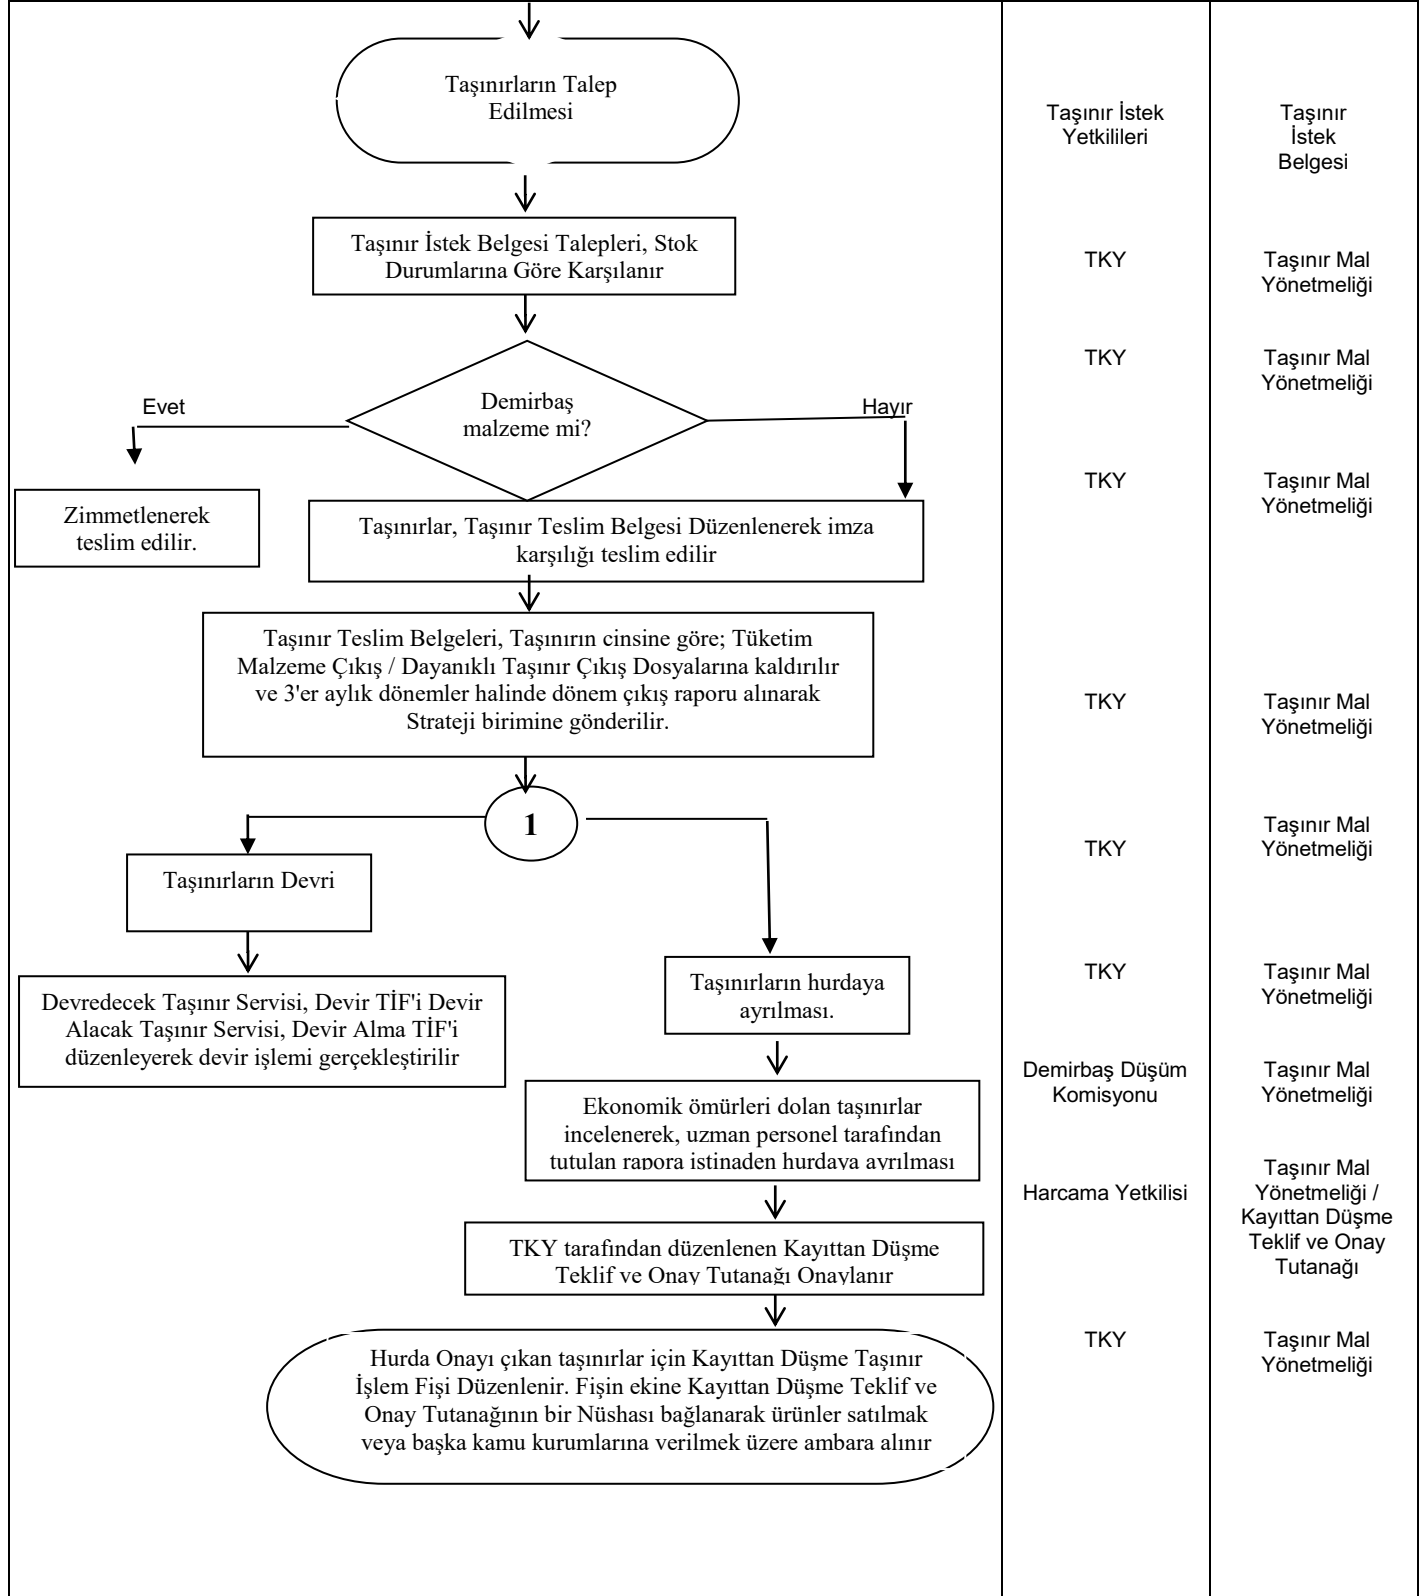 Taşınırların Talep
Edilmesi
Taşınır İstek
Yetkilileri
Taşınır
İstek
Belgesi
Taşınır İstek Belgesi Talepleri, Stok
Durumlarına Göre Karşılanır
TKY
Taşınır Mal
Yönetmeliği
Demirbaş
malzeme mi?
TKY
Taşınır Mal
Yönetmeliği
Evet
Hayır
Zimmetlenerek
teslim edilir.
Taşınırlar, Taşınır Teslim Belgesi Düzenlenerek imza
karşılığı teslim edilir
TKY
Taşınır Mal
Yönetmeliği
Taşınır Teslim Belgeleri, Taşınırın cinsine göre; Tüketim
Malzeme Çıkış / Dayanıklı Taşınır Çıkış Dosyalarına kaldırılır
ve 3'er aylık dönemler halinde dönem çıkış raporu alınarak
Strateji birimine gönderilir.
TKY
Taşınır Mal
Yönetmeliği
1
Taşınırların Devri
TKY
Taşınır Mal
Yönetmeliği
Devredecek Taşınır Servisi, Devir TİF'i Devir
Alacak Taşınır Servisi, Devir Alma TİF'i
düzenleyerek devir işlemi gerçekleştirilir
Taşınırların hurdaya
ayrılması.
TKY
Taşınır Mal
Yönetmeliği
Ekonomik ömürleri dolan taşınırlar
incelenerek, uzman personel tarafından
tutulan rapora istinaden hurdaya ayrılması
Demirbaş Düşüm
Komisyonu
Taşınır Mal
Yönetmeliği
TKY tarafından düzenlenen Kayıttan Düşme
Teklif ve Onay Tutanağı Onaylanır
Harcama Yetkilisi
Taşınır Mal
Yönetmeliği /
Kayıttan Düşme
Teklif ve Onay
Tutanağı
Hurda Onayı çıkan taşınırlar için Kayıttan Düşme Taşınır
İşlem Fişi Düzenlenir. Fişin ekine Kayıttan Düşme Teklif ve
Onay Tutanağının bir Nüshası bağlanarak ürünler satılmak
veya başka kamu kurumlarına verilmek üzere ambara alınır
TKY
Taşınır Mal
Yönetmeliği